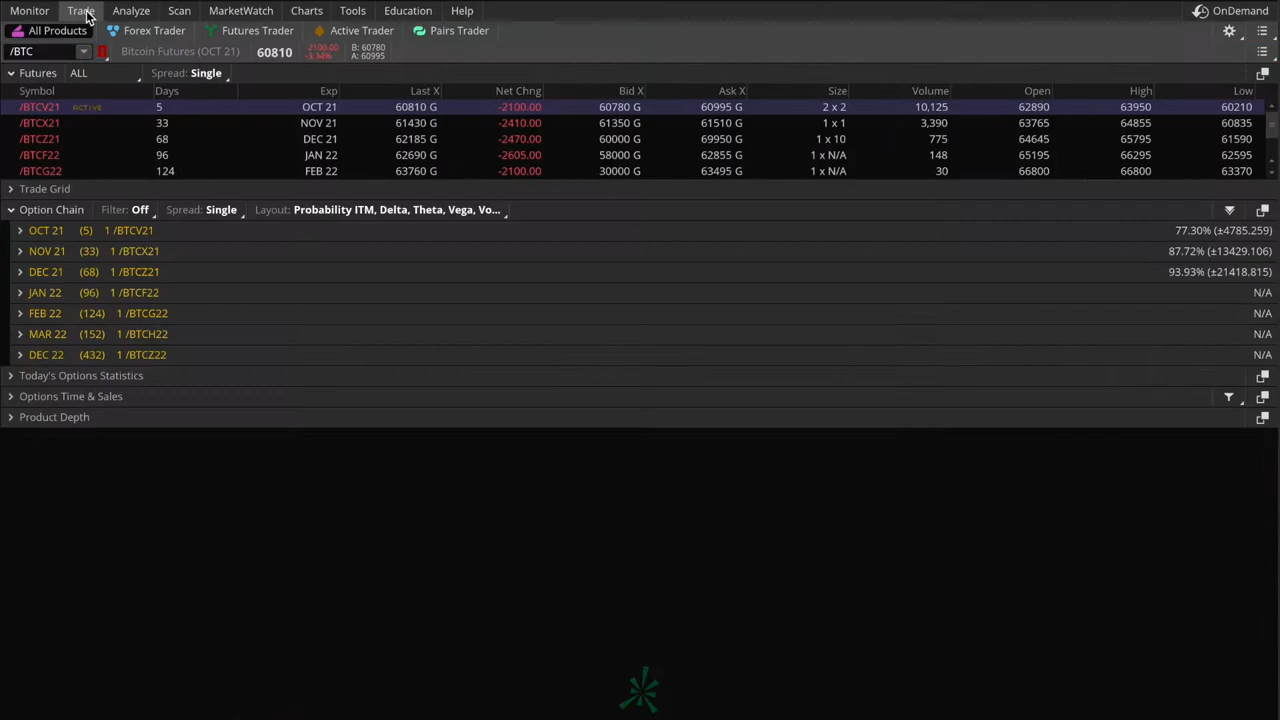 Monitor Trade Analyze Scan MarketWatch Charts Tools Education Help OnDemand
All Products Forex Trader Futures Trader Active Trader Pairs Trader
/BTC Bitcoin Futures (OCT 21) 60810 -2100.00 B: 60780
-3.34% A: 60995
Futures ALL Spread: Single
Symbol Days Exp Last X Net Chng Bid X Ask X Size Volume Open High Low
/BTCV21 ACTIVE 5 OCT 21 60810 G -2100.00 60780 G 60995 G 2 x 2 10,125 62890 63950 60210
/BTCX21 33 NOV 21 61430 G -2410.00 61350 G 61510 G 1 x 1 3,390 63765 64855 60835
/BTCZ21 68 DEC 21 62185 G -2470.00 60000 G 69950 G 1 x 10 775 64645 65795 61590
/BTCF22 96 JAN 22 62690 G -2605.00 58000 G 62855 G 1 x N/A 148 65195 66295 62595
/BTCG22 124 FEB 22 63760 G -2100.00 30000 G 63495 G 1 x N/A 30 66800 66800 63370
Trade Grid
Option Chain Filter: Off Spread: Single Layout: Probability ITM, Delta, Theta, Vega, Vo...
OCT 21 (5) 1 /BTCV21 77.30% (±4785.259)
NOV 21 (33) 1 /BTCX21 87.72% (±13429.106)
DEC 21 (68) 1 /BTCZ21 93.93% (±21418.815)
JAN 22 (96) 1 /BTCF22 N/A
FEB 22 (124) 1 /BTCG22 N/A
MAR 22 (152) 1 /BTCH22 N/A
DEC 22 (432) 1 /BTCZ22 N/A
Today's Options Statistics
Options Time & Sales
Product Depth